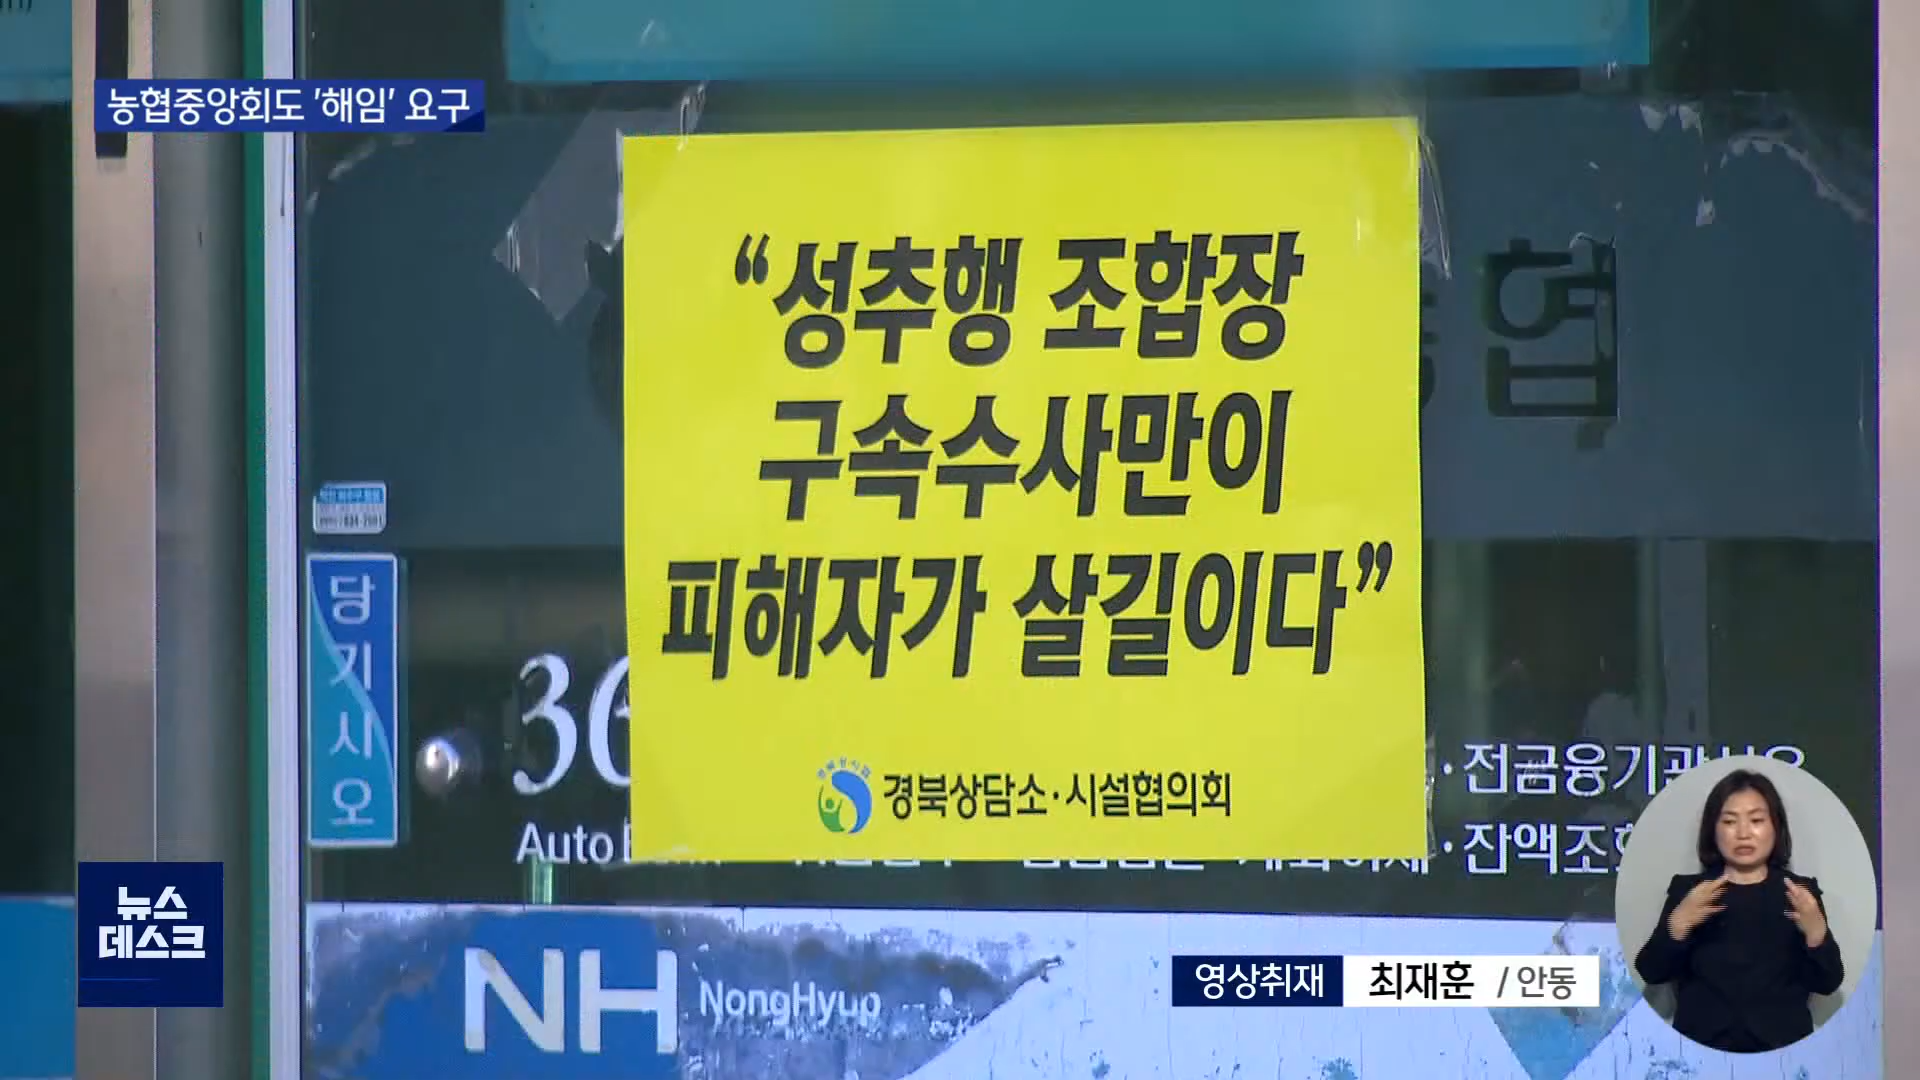 농협중앙회도 '해임' 요구
“성추행 조합장
구속수사만이
피해자가 살길이다”
경북상담소·시설협의회
협
당기시오
36
Auto
·전금융기관
·잔액조회
NH NongHyup
뉴스
데스크
영상취재 최재훈 / 안동